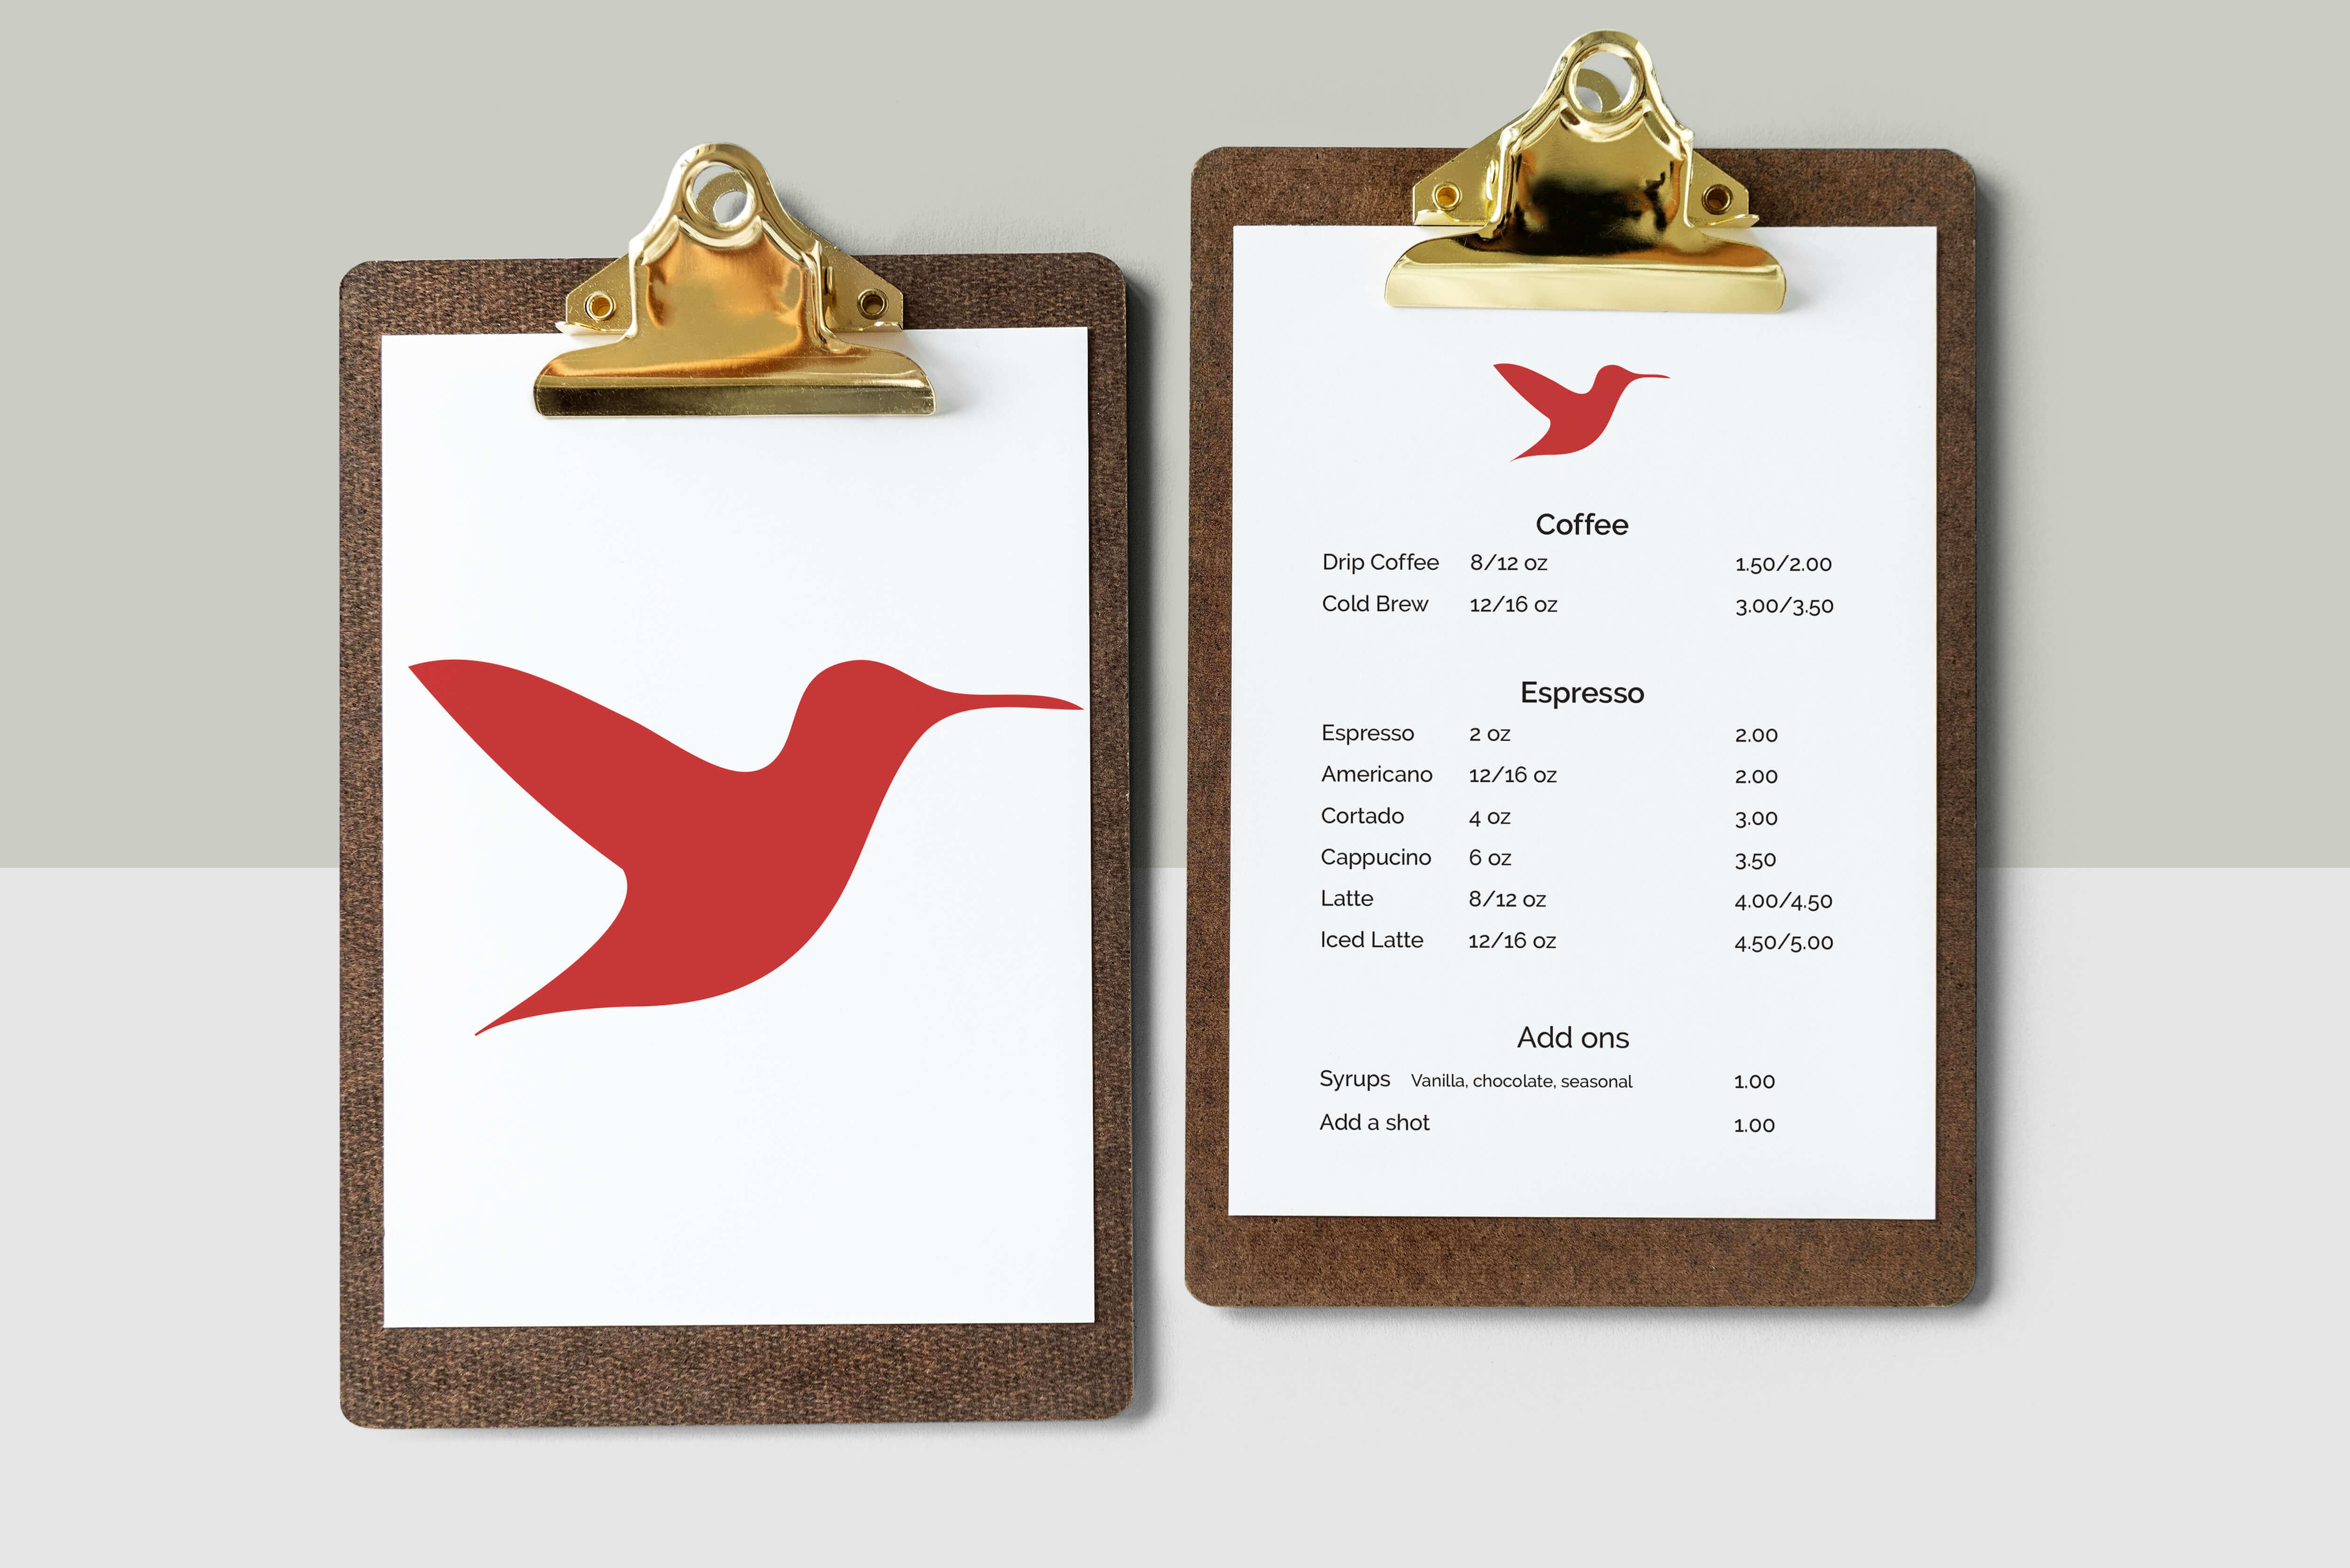 Coffee
Drip Coffee 8/12 oz 1.50/2.00
Cold Brew 12/16 oz 3.00/3.50
Espresso
Espresso 2 oz 2.00
Americano 12/16 oz 2.00
Cortado 4 oz 3.00
Cappucino 6 oz 3.50
Latte 8/12 oz 4.00/4.50
Iced Latte 12/16 oz 4.50/5.00
Add ons
Syrups Vanilla, chocolate, seasonal 1.00
Add a shot 1.00